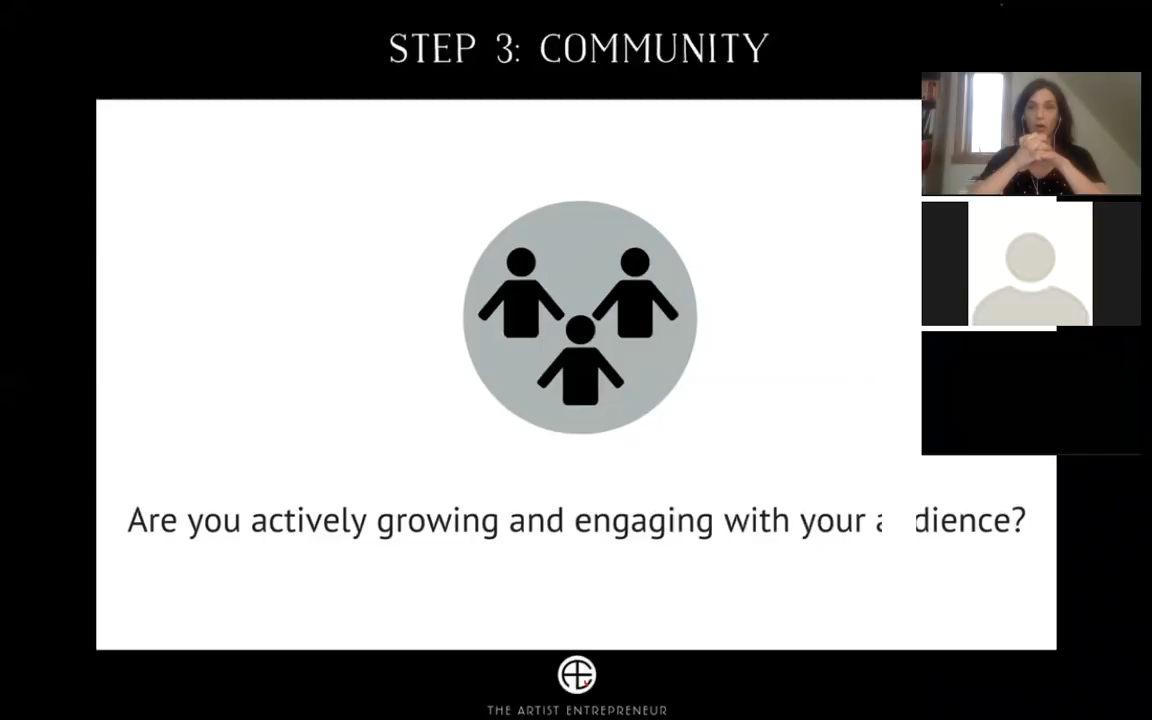 STEP 3: COMMUNITY
Are you actively growing and engaging with your a dience?
THE ARTIST ENTREPRENEUR